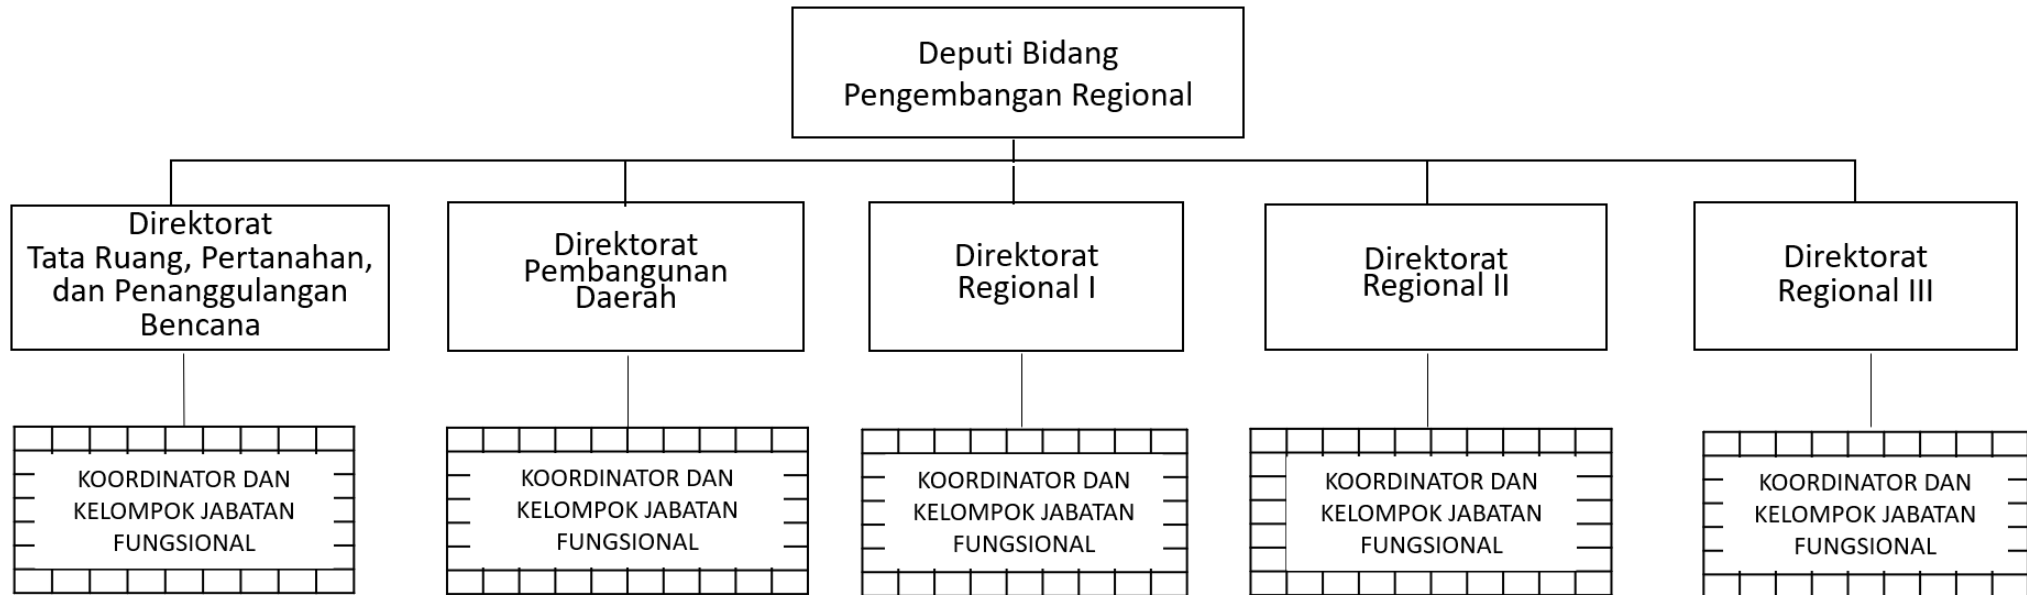 Deputi Bidang
Pengembangan Regional
Direktorat
Tata Ruang, Pertanahan,
dan Penanggulangan
Bencana
Direktorat
Pembangunan
Daerah
Direktorat
Regional I
Direktorat
Regional II
Direktorat
Regional III
KOORDINATOR DAN
KELOMPOK JABATAN
FUNGSIONAL
KOORDINATOR DAN
KELOMPOK JABATAN
FUNGSIONAL
KOORDINATOR DAN
KELOMPOK JABATAN
FUNGSIONAL
KOORDINATOR DAN
KELOMPOK JABATAN
FUNGSIONAL
KOORDINATOR DAN
KELOMPOK JABATAN
FUNGSIONAL